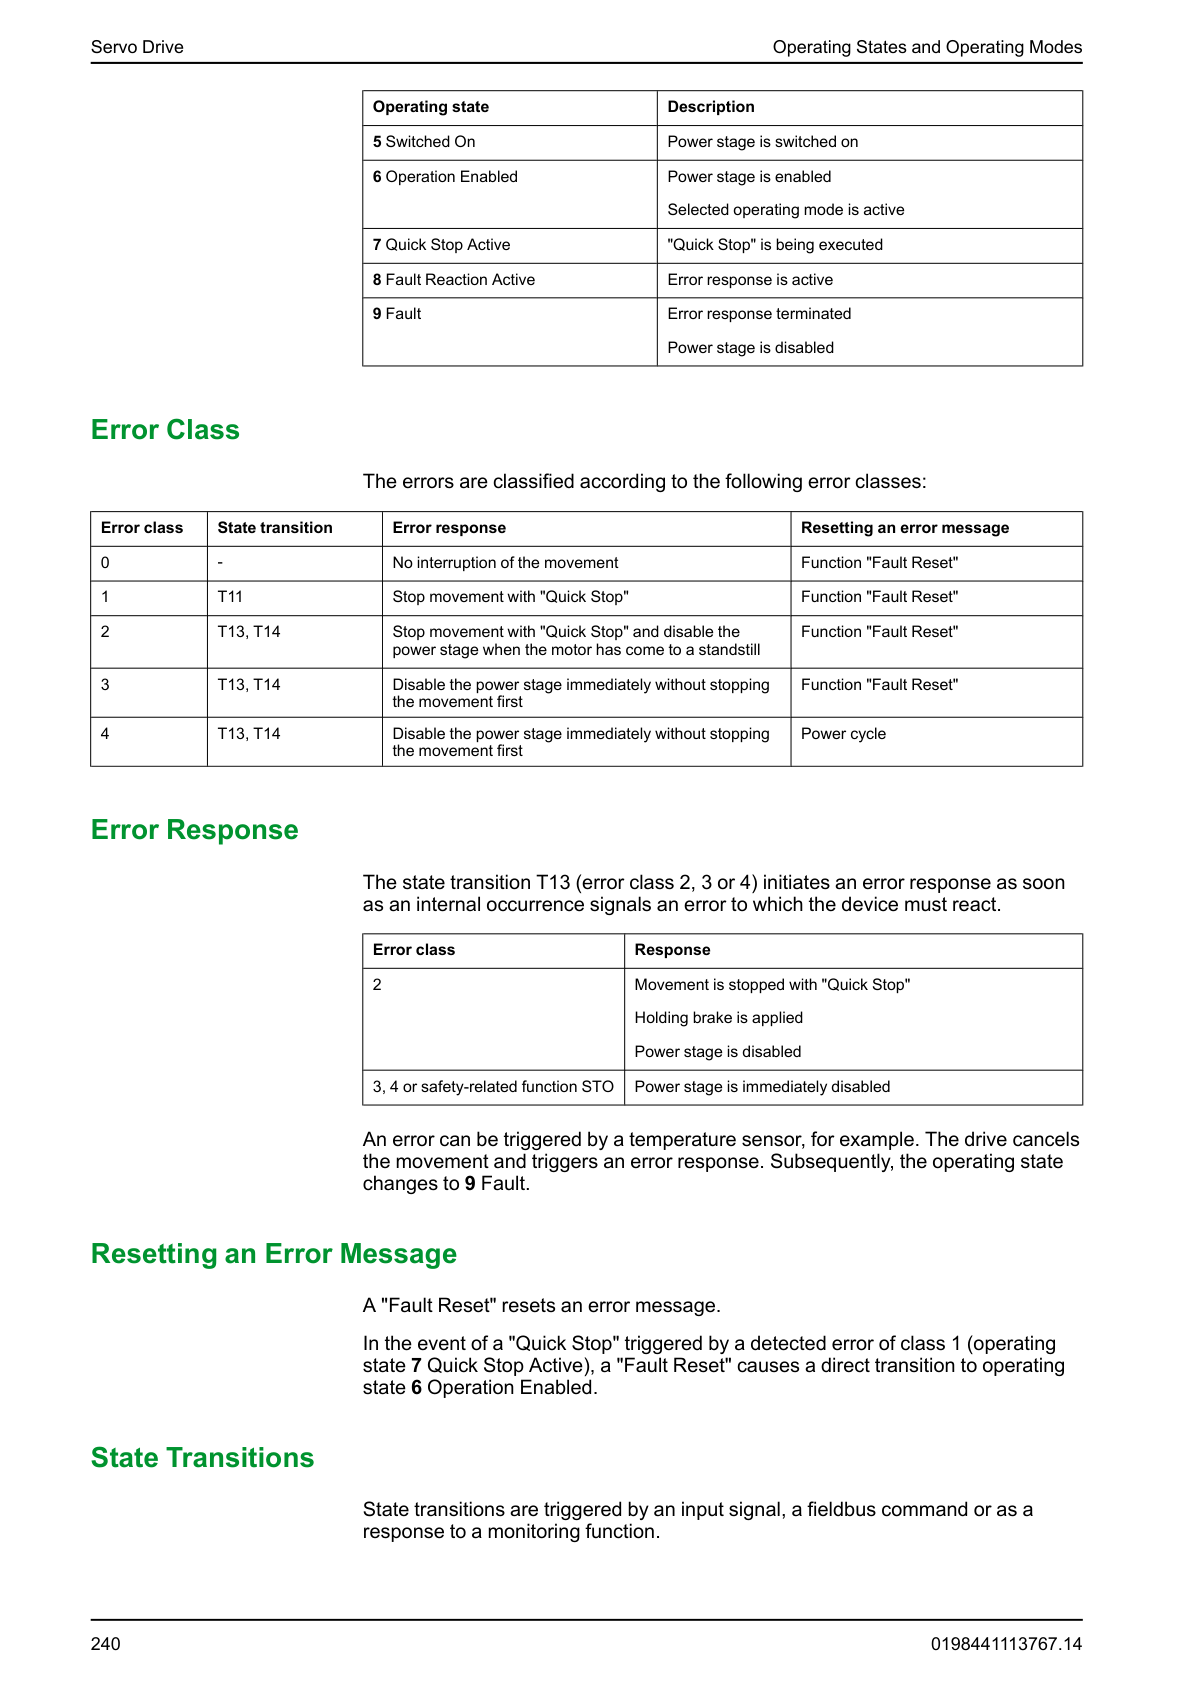 Servo Drive Operating States and Operating Modes
Operating state Description
5 Switched On Power stage is switched on
6 Operation Enabled Power stage is enabled
Selected operating mode is active
7 Quick Stop Active "Quick Stop" is being executed
8 Fault Reaction Active Error response is active
9 Fault Error response terminated
Power stage is disabled
Error Class
The errors are classified according to the following error classes:
Error class State transition Error response Resetting an error message
0 - No interruption of the movement Function "Fault Reset"
1 T11 Stop movement with "Quick Stop" Function "Fault Reset"
2 T13, T14 Stop movement with "Quick Stop" and disable the Function "Fault Reset"
power stage when the motor has come to a standstill
3 T13, T14 Disable the power stage immediately without stopping Function "Fault Reset"
the movement first
4 T13, T14 Disable the power stage immediately without stopping Power cycle
the movement first
Error Response
The state transition T13 (error class 2, 3 or 4) initiates an error response as soon
as an internal occurrence signals an error to which the device must react.
Error class Response
2 Movement is stopped with "Quick Stop"
Holding brake is applied
Power stage is disabled
3, 4 or safety-related function STO Power stage is immediately disabled
An error can be triggered by a temperature sensor, for example. The drive cancels
the movement and triggers an error response. Subsequently, the operating state
changes to 9 Fault.
Resetting an Error Message
A "Fault Reset" resets an error message.
In the event of a "Quick Stop" triggered by a detected error of class 1 (operating
state 7 Quick Stop Active), a "Fault Reset" causes a direct transition to operating
state 6 Operation Enabled.
State Transitions
State transitions are triggered by an input signal, a fieldbus command or as a
response to a monitoring function.
240 0198441113767.14